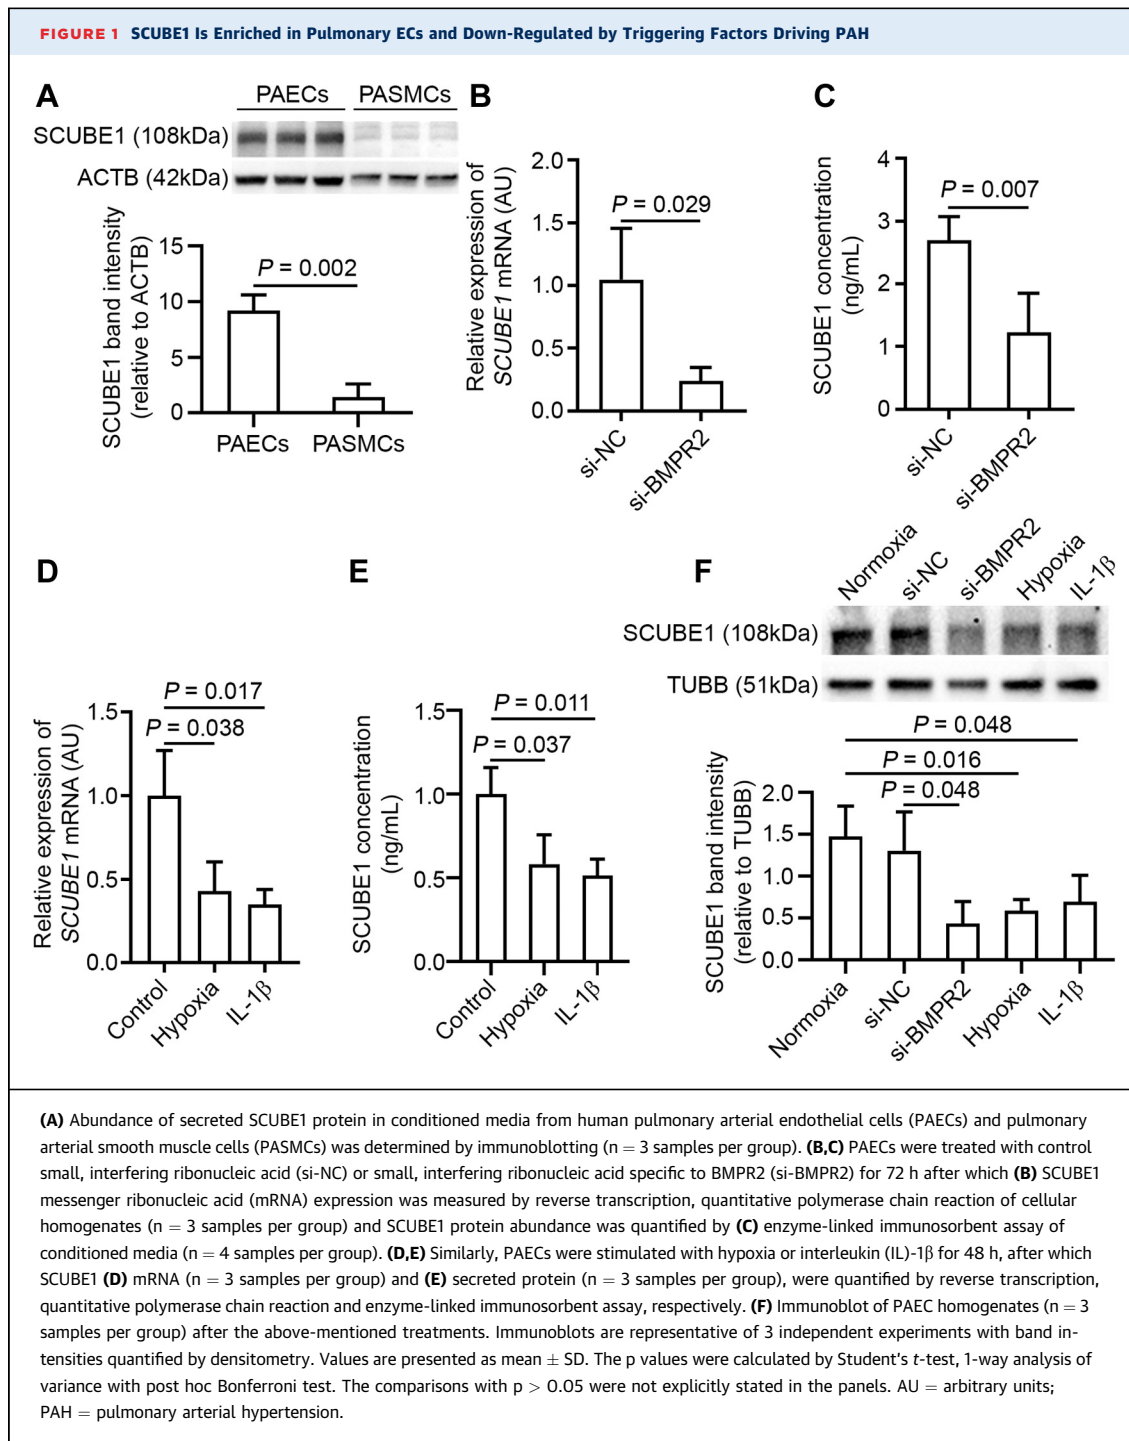 FIGURE 1 SCUBE1 Is Enriched in Pulmonary ECs and Down-Regulated by Triggering Factors Driving PAH
A
PAECs PASMCs
SCUBE1 (108kDa)
ACTB (42kDa)
SCUBE1 band intensity
(relative to ACTB)
15
10
5
0
P = 0.002
PAECs PASMCs
B
Relative expression of
SCUBE1 mRNA (AU)
2.0
1.5
1.0
0.5
0.0
P = 0.029
si-NC
si-BMPR2
C
SCUBE1 concentration
(ng/mL)
4
3
2
1
0
P = 0.007
si-NC
si-BMPR2
D
Relative expression of
SCUBE1 mRNA (AU)
1.5
1.0
0.5
0.0
P = 0.017
P = 0.038
Control
Hypoxia
IL-1β
E
SCUBE1 concentration
(ng/mL)
1.5
1.0
0.5
0.0
P = 0.011
P = 0.037
Control
Hypoxia
IL-1β
F
Normoxia
si-NC
si-BMPR2
Hypoxia
IL-1β
SCUBE1 (108kDa)
TUBB (51kDa)
SCUBE1 band intensity
(relative to TUBB)
2.0
1.5
1.0
0.5
0.0
P = 0.048
P = 0.016
P = 0.048
Normoxia
si-NC
si-BMPR2
Hypoxia
IL-1β
(A) Abundance of secreted SCUBE1 protein in conditioned media from human pulmonary arterial endothelial cells (PAECs) and pulmonary
arterial smooth muscle cells (PASMCs) was determined by immunoblotting (n = 3 samples per group). (B,C) PAECs were treated with control
small, interfering ribonucleic acid (si-NC) or small, interfering ribonucleic acid specific to BMPR2 (si-BMPR2) for 72 h after which (B) SCUBE1
messenger ribonucleic acid (mRNA) expression was measured by reverse transcription, quantitative polymerase chain reaction of cellular
homogenates (n = 3 samples per group) and SCUBE1 protein abundance was quantified by (C) enzyme-linked immunosorbent assay of
conditioned media (n = 4 samples per group). (D,E) Similarly, PAECs were stimulated with hypoxia or interleukin (IL)-1β for 48 h, after which
SCUBE1 (D) mRNA (n = 3 samples per group) and (E) secreted protein (n = 3 samples per group), were quantified by reverse transcription,
quantitative polymerase chain reaction and enzyme-linked immunosorbent assay, respectively. (F) Immunoblot of PAEC homogenates (n = 3
samples per group) after the above-mentioned treatments. Immunoblots are representative of 3 independent experiments with band in-
tensities quantified by densitometry. Values are presented as mean ± SD. The p values were calculated by Student's t-test, 1-way analysis of
variance with post hoc Bonferroni test. The comparisons with p > 0.05 were not explicitly stated in the panels. AU = arbitrary units;
PAH = pulmonary arterial hypertension.